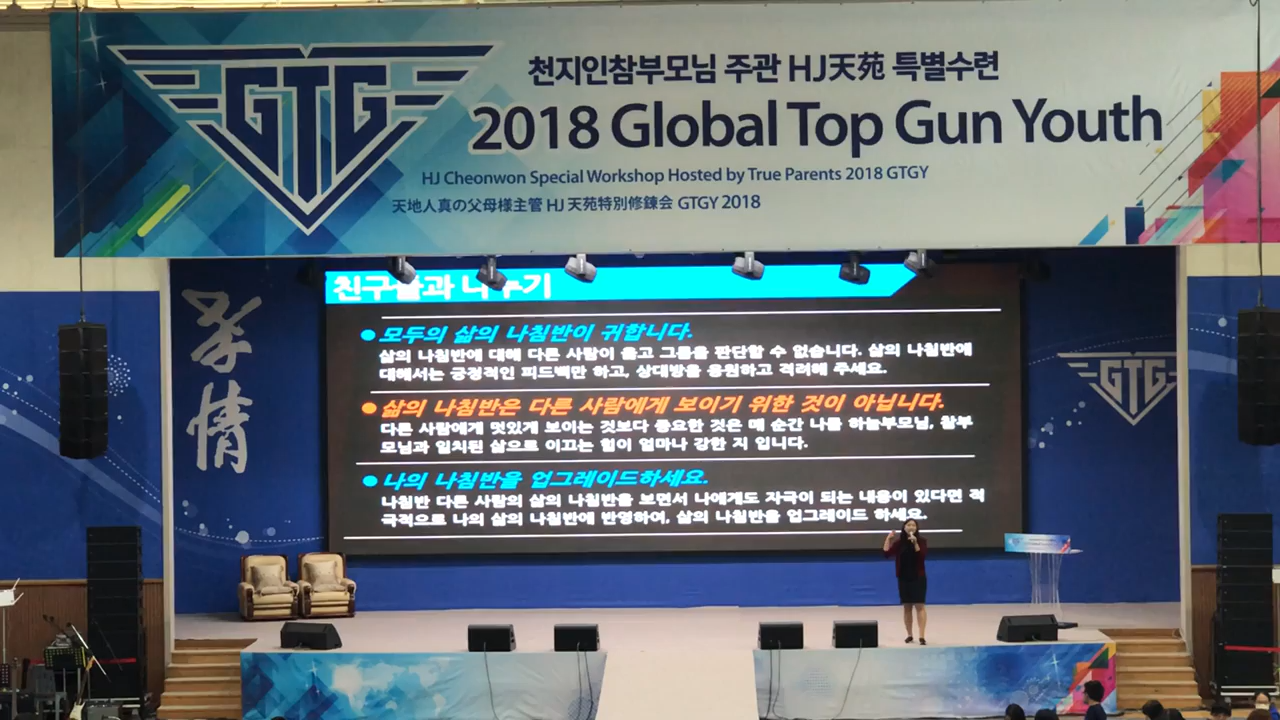 GTG
천지인참부모님 주관 HJ天苑 특별수련
2018 Global Top Gun Youth
HJ Cheonwon Special Workshop Hosted by True Parents 2018 GTGY
天地人真の父母様主管 HJ 天苑特別修錬会 GTGY 2018
친구들과 나누기
모두의 삶의 나침반이 귀합니다.
삶의 나침반에 대해 다른 사람이 옳고 그름을 판단할 수 없습니다. 삶의 나침반에
대해서는 긍정적인 피드백만 하고, 상대방을 응원하고 격려해 주세요.
삶의 나침반은 다른 사람에게 보이기 위한 것이 아닙니다.
다른 사람에게 멋있게 보이는 것보다 중요한 것은 매 순간 나를 하늘부모님, 참부
모님과 일치된 삶으로 이끄는 힘이 얼마나 강한 지 입니다.
나의 나침반을 업그레이드하세요.
나침반 다른 사람의 삶의 나침반을 보면서 나에게도 자극이 되는 내용이 있다면 적
극적으로 나의 삶의 나침반에 반영하여, 삶의 나침반을 업그레이드 하세요.
孝情
GTG